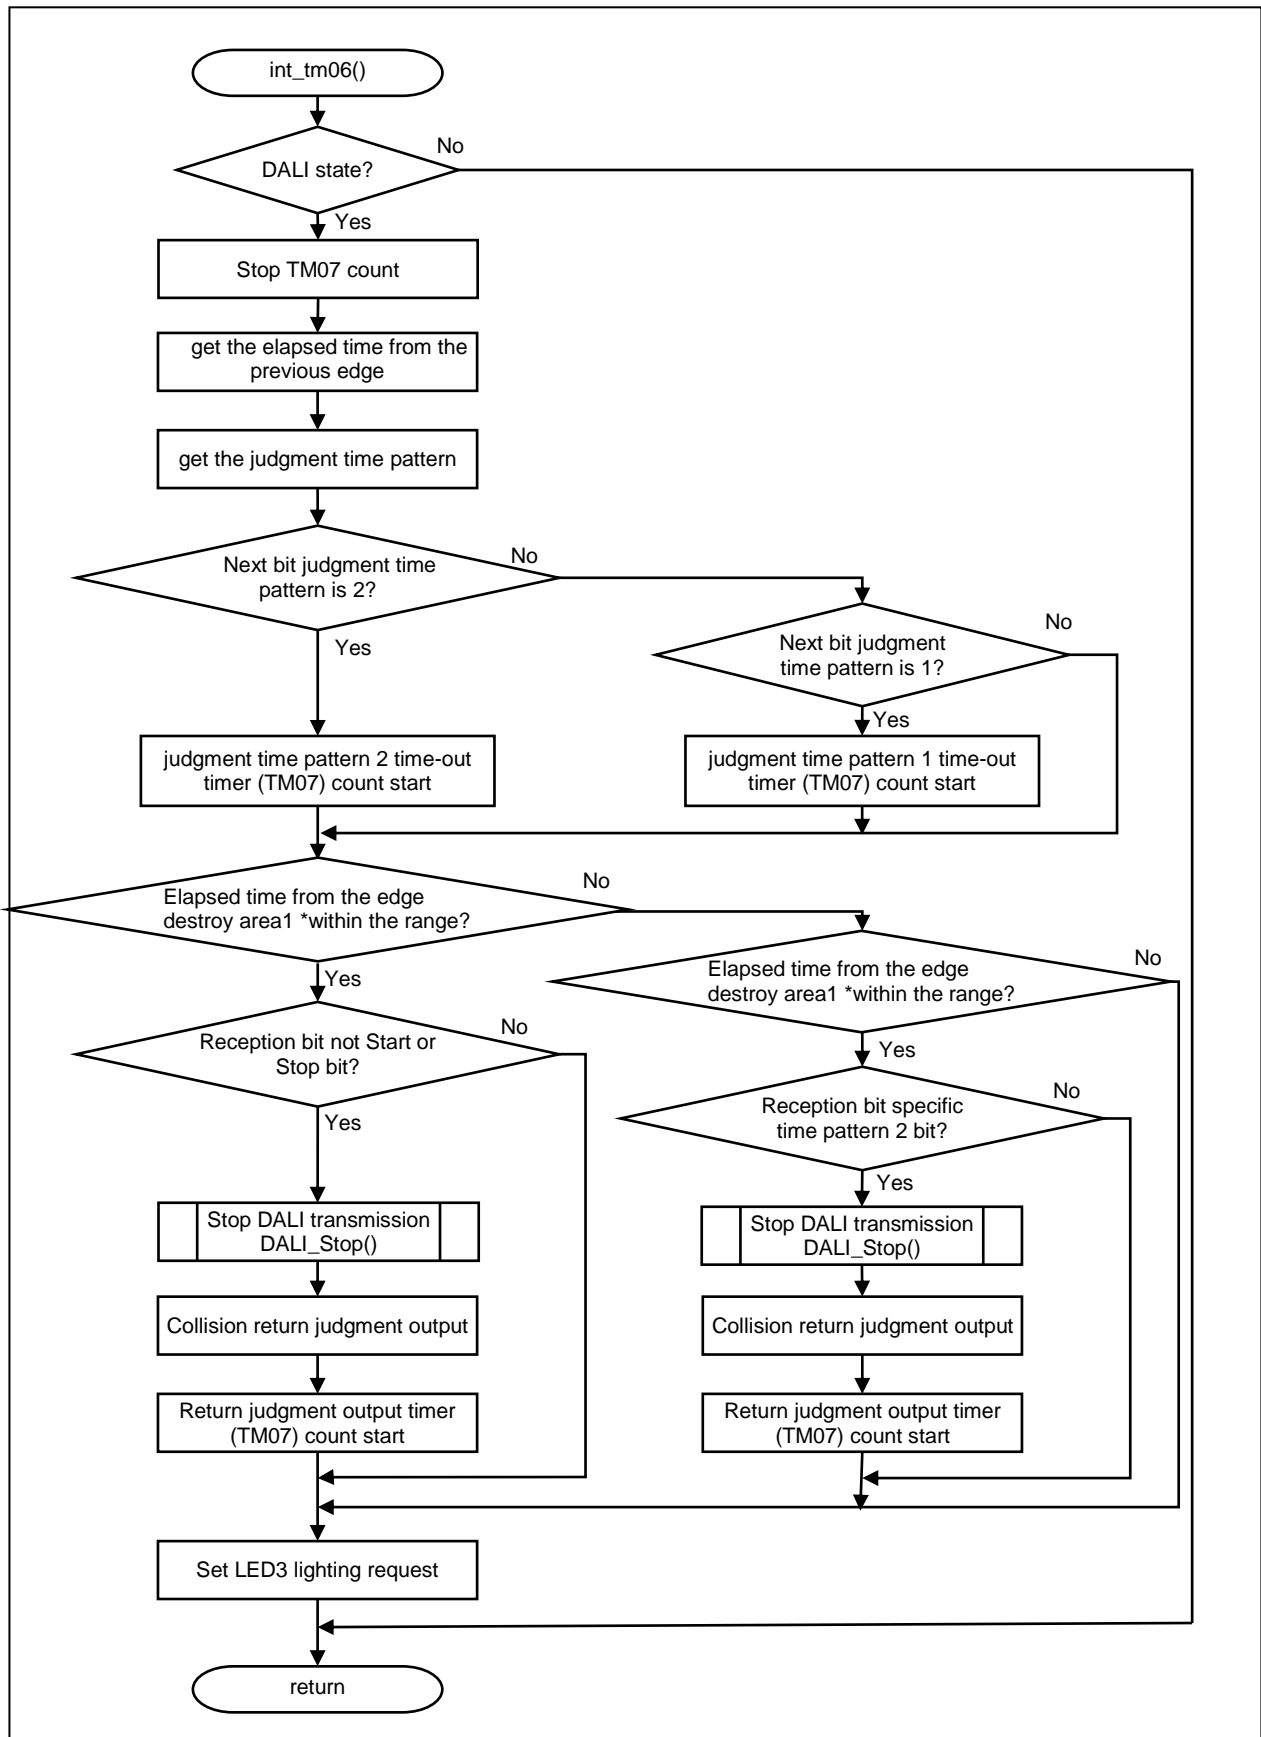 int_tm06()
No
DALI state?
Yes
Stop TM07 count
get the elapsed time from the
previous edge
get the judgment time pattern
No
Next bit judgment time
pattern is 2?
Yes
No
Next bit judgment
time pattern is 1?
Yes
judgment time pattern 2 time-out
timer (TM07) count start
judgment time pattern 1 time-out
timer (TM07) count start
No
Elapsed time from the edge
destroy area1 *within the range?
Yes
No
Elapsed time from the edge
destroy area1 *within the range?
Yes
No
Reception bit not Start or
Stop bit?
Yes
No
Reception bit specific
time pattern 2 bit?
Yes
Stop DALI transmission
DALI_Stop()
Stop DALI transmission
DALI_Stop()
Collision return judgment output
Collision return judgment output
Return judgment output timer
(TM07) count start
Return judgment output timer
(TM07) count start
Set LED3 lighting request
return